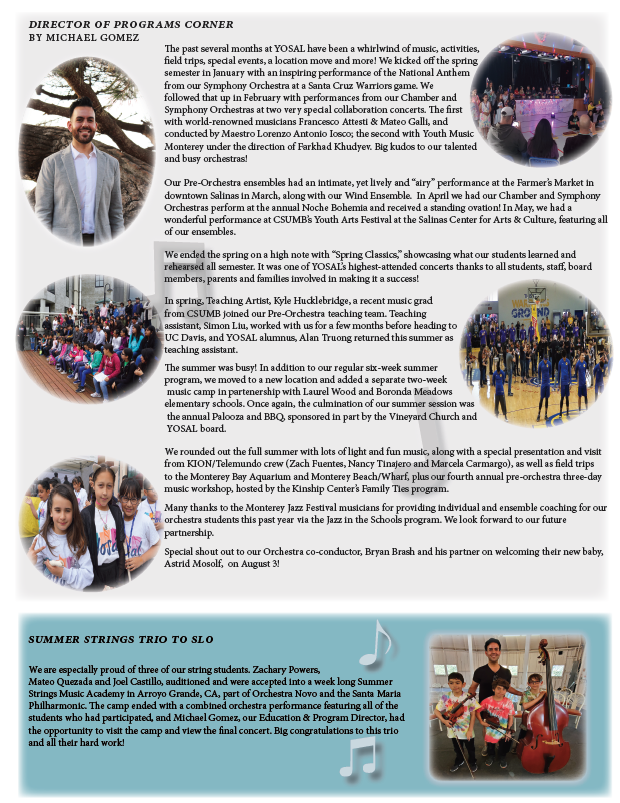 DIRECTOR OF PROGRAMS CORNER
BY MICHAEL GOMEZ
The past several months at YOSAL have been a whirlwind of music, activities,
field trips, special events, a location move and more! We kicked off the spring
semester in January with an inspiring performance of the National Anthem
from our Symphony Orchestra at a Santa Cruz Warriors game. We
followed that up in February with performances from our Chamber and
Symphony Orchestras at two very special collaboration concerts. The first
with world-renowned musicians Francesco Attesti & Mateo Galli, and
conducted by Maestro Lorenzo Antonio Iosco; the second with Youth Music
Monterey under the direction of Farkhad Khudyev. Big kudos to our talented
and busy orchestras!
Our Pre-Orchestra ensembles had an intimate, yet lively and “airy” performance at the Farmer’s Market in
downtown Salinas in March, along with our Wind Ensemble. In April we had our Chamber and Symphony
Orchestras perform at the annual Noche Bohemia and received a standing ovation! In May, we had a
wonderful performance at CSUMB’s Youth Arts Festival at the Salinas Center for Arts & Culture, featuring all
of our ensembles.
We ended the spring on a high note with “Spring Classics,” showcasing what our students learned and
rehearsed all semester. It was one of YOSAL’s highest-attended concerts thanks to all students, staff, board
members, parents and families involved in making it a success!
In spring, Teaching Artist, Kyle Hucklebridge, a recent music grad
from CSUMB joined our Pre-Orchestra teaching team. Teaching
assistant, Simon Liu, worked with us for a few months before heading to
UC Davis, and YOSAL alumnus, Alan Truong returned this summer as
teaching assistant.
The summer was busy! In addition to our regular six-week summer
program, we moved to a new location and added a separate two-week
music camp in partenership with Laurel Wood and Boronda Meadows
elementary schools. Once again, the culmination of our summer session was
the annual Palooza and BBQ, sponsored in part by the Vineyard Church and
YOSAL board.
We rounded out the full summer with lots of light and fun music, along with a special presentation and visit
from KION/Telemundo crew (Zach Fuentes, Nancy Tinajero and Marcela Carmargo), as well as field trips
to the Monterey Bay Aquarium and Monterey Beach/Wharf, plus our fourth annual pre-orchestra three-day
music workshop, hosted by the Kinship Center’s Family Ties program.
Many thanks to the Monterey Jazz Festival musicians for providing individual and ensemble coaching for our
orchestra students this past year via the Jazz in the Schools program. We look forward to our future
partnership.
Special shout out to our Orchestra co-conductor, Bryan Brash and his partner on welcoming their new baby,
Astrid Mosolf, on August 3!
SUMMER STRINGS TRIO TO SLO
We are especially proud of three of our string students. Zachary Powers,
Mateo Quezada and Joel Castillo, auditioned and were accepted into a week long Summer
Strings Music Academy in Arroyo Grande, CA, part of Orchestra Novo and the Santa Maria
Philharmonic. The camp ended with a combined orchestra performance featuring all of the
students who had participated, and Michael Gomez, our Education & Program Director, had
the opportunity to visit the camp and view the final concert. Big congratulations to this trio
and all their hard work!